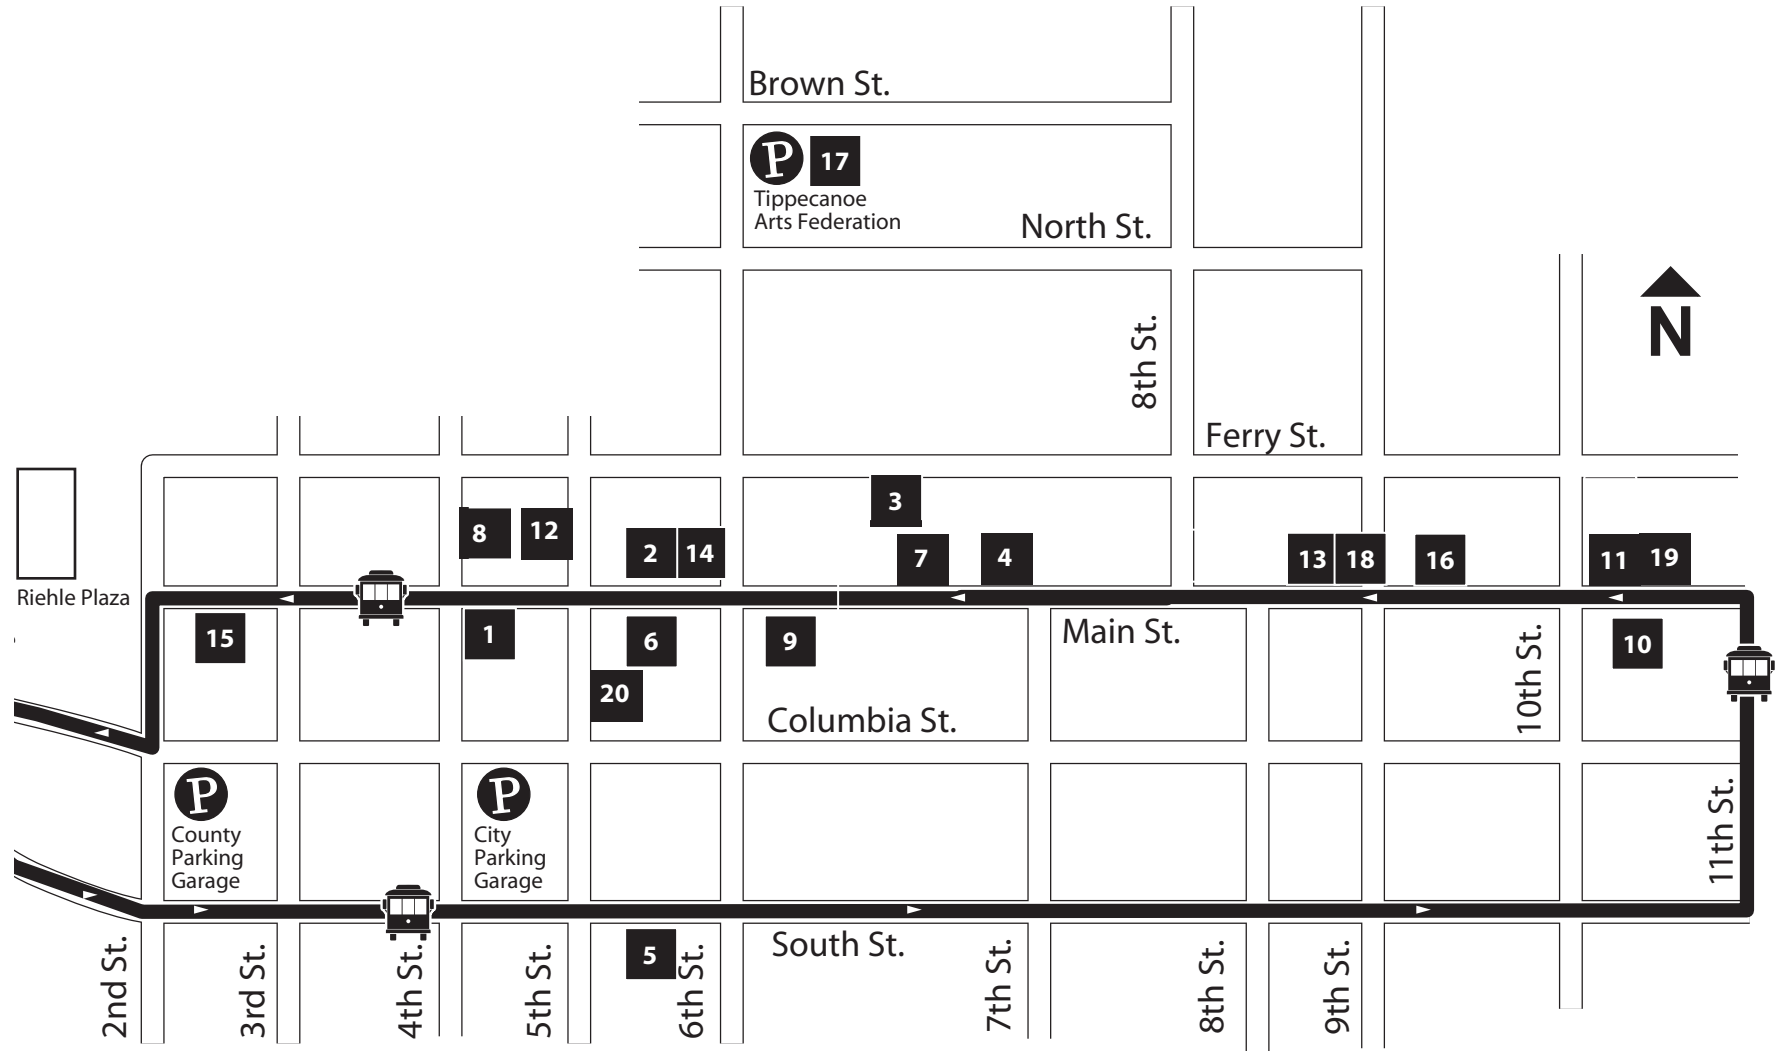 Brown St.
P
17
Tippecanoe
Arts Federation
North St.
N
8th St.
Ferry St.
3
8
12
2
14
7
4
13
18
16
11
19
Riehle Plaza
15
1
6
9
Main St.
10th St.
10
20
Columbia St.
P
County
Parking
Garage
P
City
Parking
Garage
11th St.
2nd St.
3rd St.
4th St.
5th St.
5
6th St.
South St.
7th St.
8th St.
9th St.